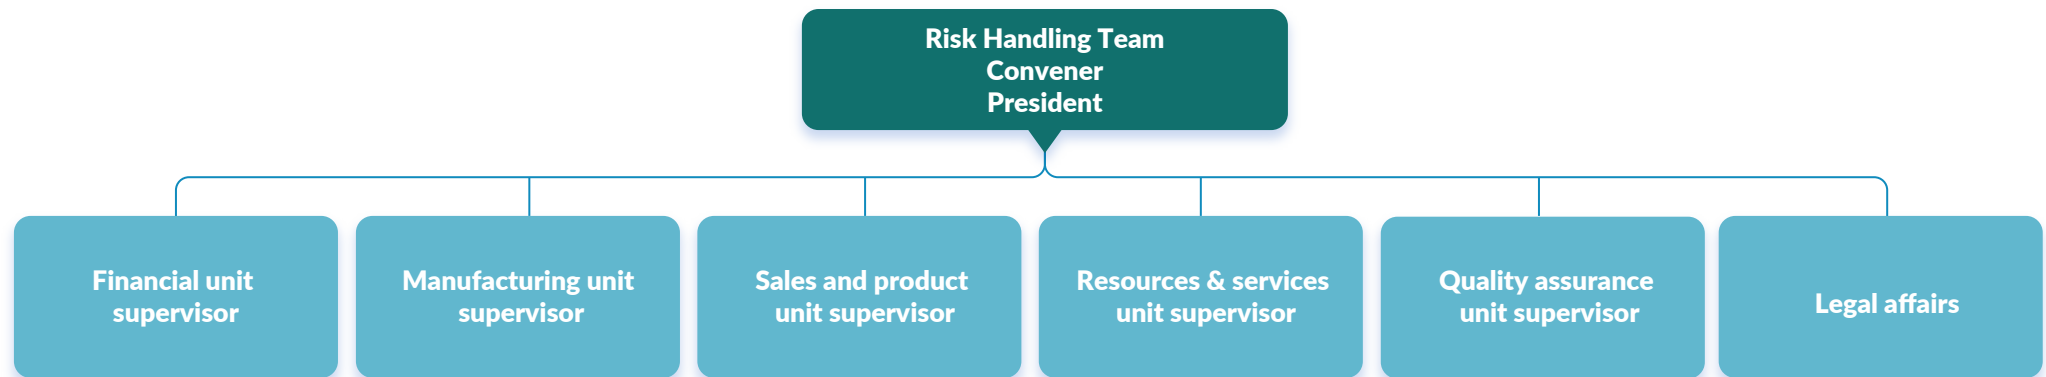 Risk Handling Team
Convener
President
Financial unit
supervisor
Manufacturing unit
supervisor
Sales and product
unit supervisor
Resources & services
unit supervisor
Quality assurance
unit supervisor
Legal affairs